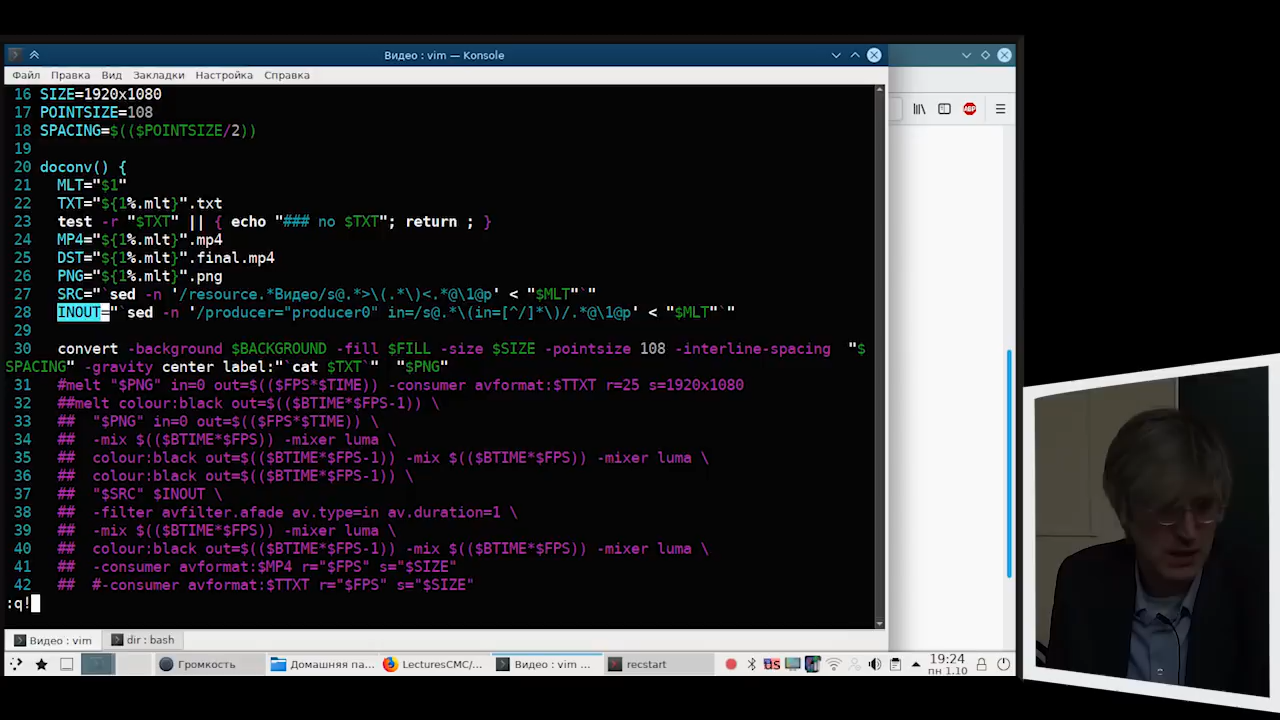 Видео : vim — Konsole
Файл Правка Вид Закладки Настройка Справка
16 SIZE=1920x1080
17 POINTSIZE=108
18 SPACING=$(($POINTSIZE/2))
19
20 doconv() {
21   MLT="$1"
22   TXT="${1%.mlt}".txt
23   test -r "$TXT" || { echo "### no $TXT"; return ; }
24   MP4="${1%.mlt}".mp4
25   DST="${1%.mlt}".final.mp4
26   PNG="${1%.mlt}".png
27   SRC="`sed -n '/resource.*Видео/s@.*>\(.*\)<.*@\1@p' < "$MLT"`"
28   INOUT="`sed -n '/producer="producer0" in=/s@.*\(in=[^/]*\)/.*@\1@p' < "$MLT"`"
29
30   convert -background $BACKGROUND -fill $FILL -size $SIZE -pointsize 108 -interline-spacing  "$
SPACING" -gravity center label:"`cat $TXT`"  "$PNG"
31   #melt "$PNG" in=0 out=$(($FPS*$TIME)) -consumer avformat:$TTXT r=25 s=1920x1080
32   ##melt colour:black out=$(($BTIME*$FPS-1)) \
33   ##  "$PNG" in=0 out=$(($FPS*$TIME)) \
34   ##  -mix $(($BTIME*$FPS)) -mixer luma \
35   ##  colour:black out=$(($BTIME*$FPS-1)) -mix $(($BTIME*$FPS)) -mixer luma \
36   ##  colour:black out=$(($BTIME*$FPS-1)) \
37   ##  "$SRC" $INOUT \
38   ##  -filter avfilter.afade av.type=in av.duration=1 \
39   ##  -mix $(($BTIME*$FPS)) -mixer luma \
40   ##  colour:black out=$(($BTIME*$FPS-1)) -mix $(($BTIME*$FPS)) -mixer luma \
41   ##  -consumer avformat:$MP4 r="$FPS" s="$SIZE"
42   ##  #-consumer avformat:$TTXT r="$FPS" s="$SIZE"
:q!
Видео : vim dir : bash
Громкость Домашняя па... LecturesCMC/... Видео : vim ... recstart US 19:24
пн 1.10
ABP